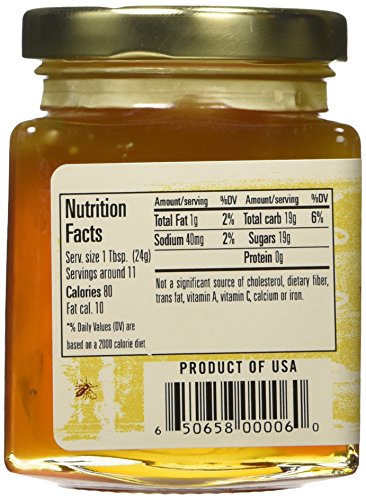 Nutrition
Facts
Serv. size 1 Tbsp. (24g)
Servings around 11
Calories 80
Fat cal. 10
*% Daily Values (DV) are
based on a 2000 calorie diet
Amount/serving %DV Amount/serving %DV
Total Fat 1g 2% Total carb 19g 6%
Sodium 40mg 2% Sugars 19g
Protein 0g
Not a significant source of cholesterol, dietary fiber,
trans fat, vitamin A, vitamin C, calcium or iron.
PRODUCT OF USA
6 50658 00006 0